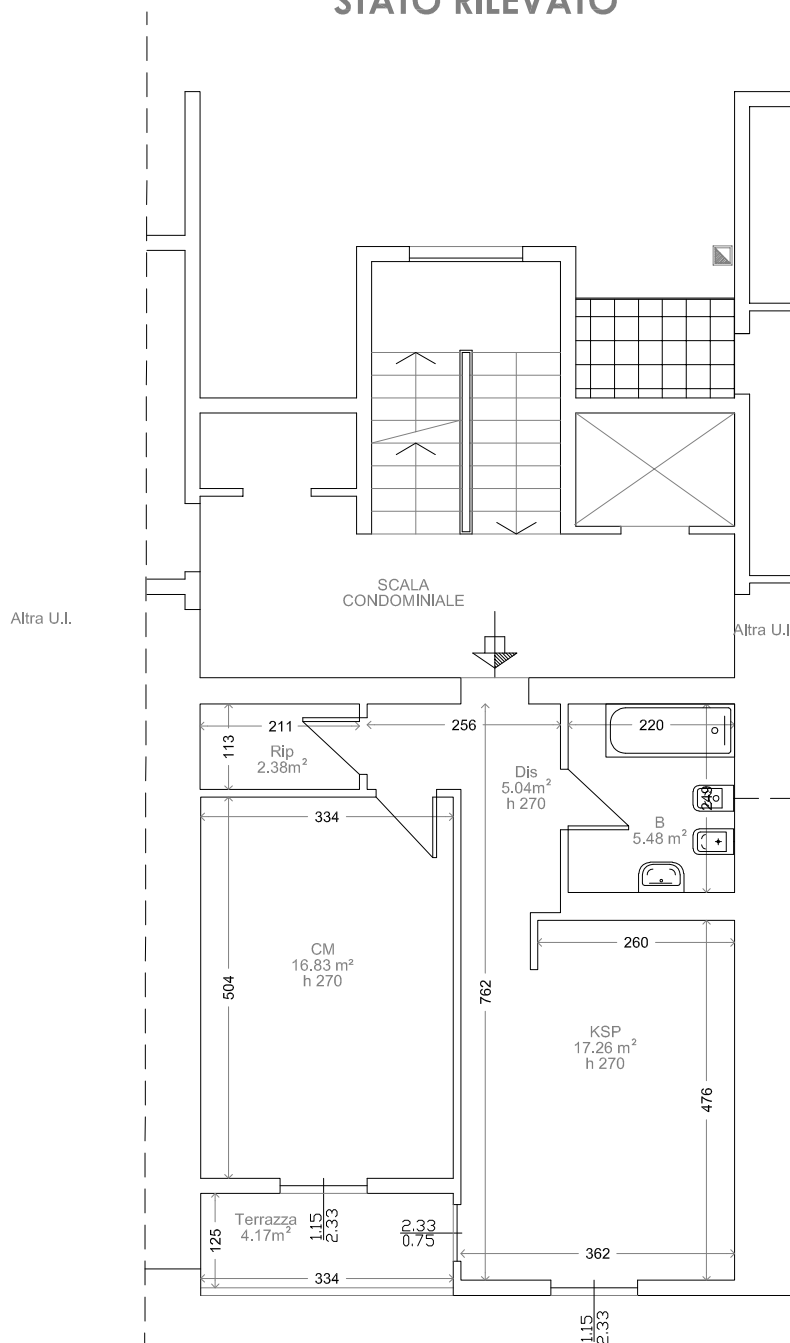 STATO RILEVATO
SCALA
CONDOMINIALE
Altra U.I.
Altra U.I
211
256
220
113
Rip
2.38m²
Dis
5.04m²
h 270
249
B
5.48 m²
334
260
CM
16.83 m²
h 270
504
762
KSP
17.26 m²
h 270
476
Terrazza
4.17m²
125
1.15
2.33
2.33
0.75
362
334
1.15
2.33